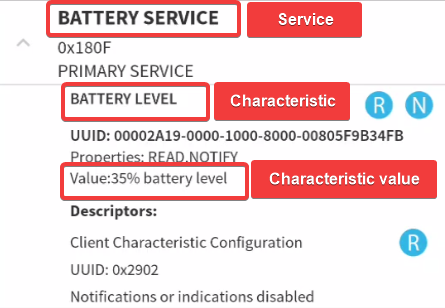 BATTERY SERVICE
Service
0x180F
PRIMARY SERVICE
BATTERY LEVEL
Characteristic
R
N
UUID: 00002A19-0000-1000-8000-00805F9B34FB
Properties: READ,NOTIFY
Value:35% battery level
Characteristic value
Descriptors:
Client Characteristic Configuration
R
UUID: 0x2902
Notifications or indications disabled